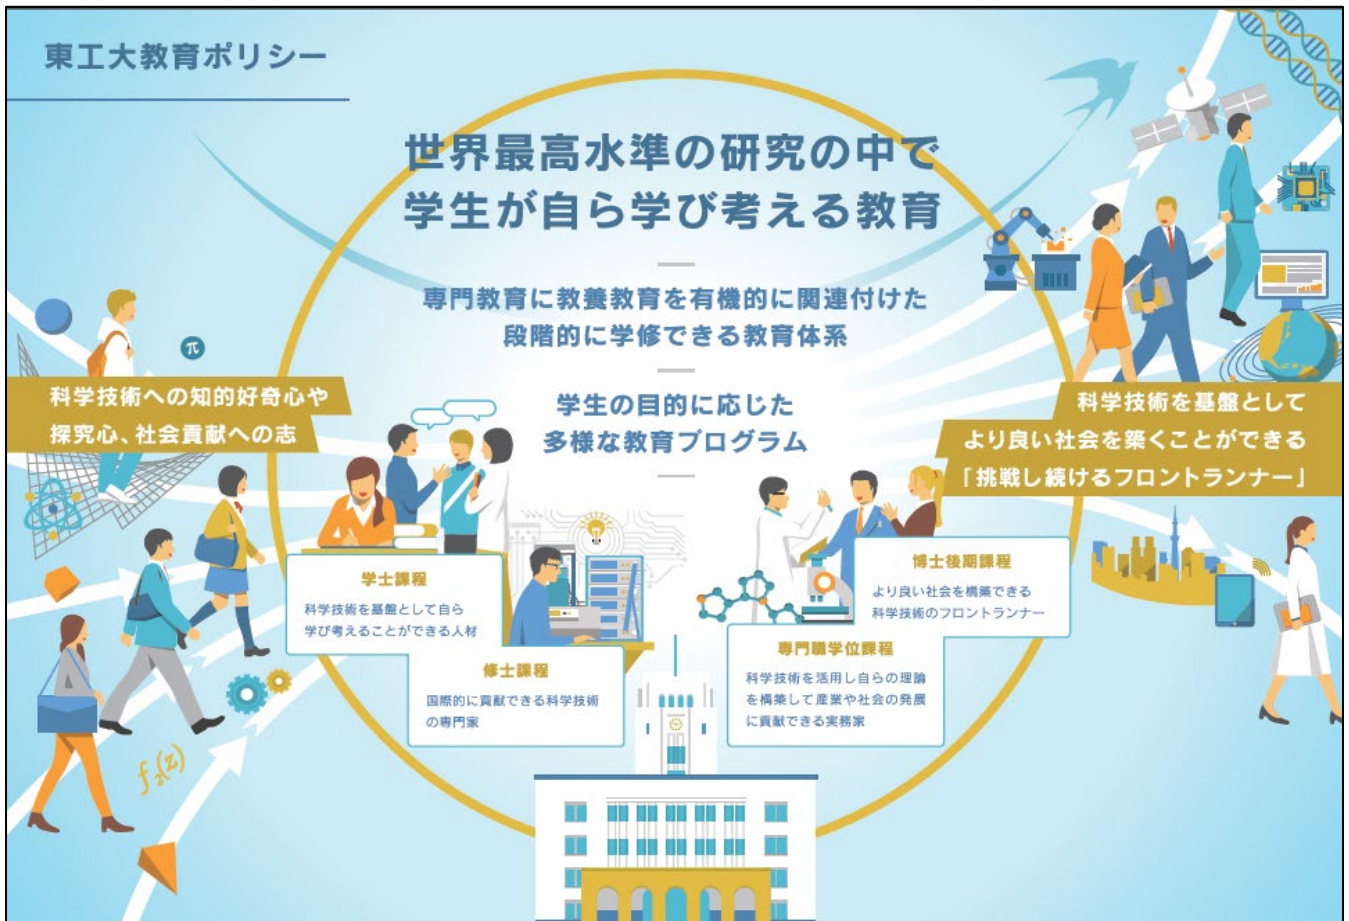 東工大教育ポリシー
世界最高水準の研究の中で
学生が自ら学び考える教育
専門教育に教養教育を有機的に関連付けた
段階的に学修できる教育体系
学生の目的に応じた
多様な教育プログラム
π
科学技術への知的好奇心や
探究心、社会貢献への志
科学技術を基盤として
より良い社会を築くことができる
「挑戦し続けるフロントランナー」
学士課程
科学技術を基盤として自ら
学び考えることができる人材
修士課程
国際的に貢献できる科学技術
の専門家
博士後期課程
より良い社会を構築できる
科学技術のフロントランナー
専門職学位課程
科学技術を活用し自らの理論
を構築して産業や社会の発展
に貢献できる実務家
f₂(z)